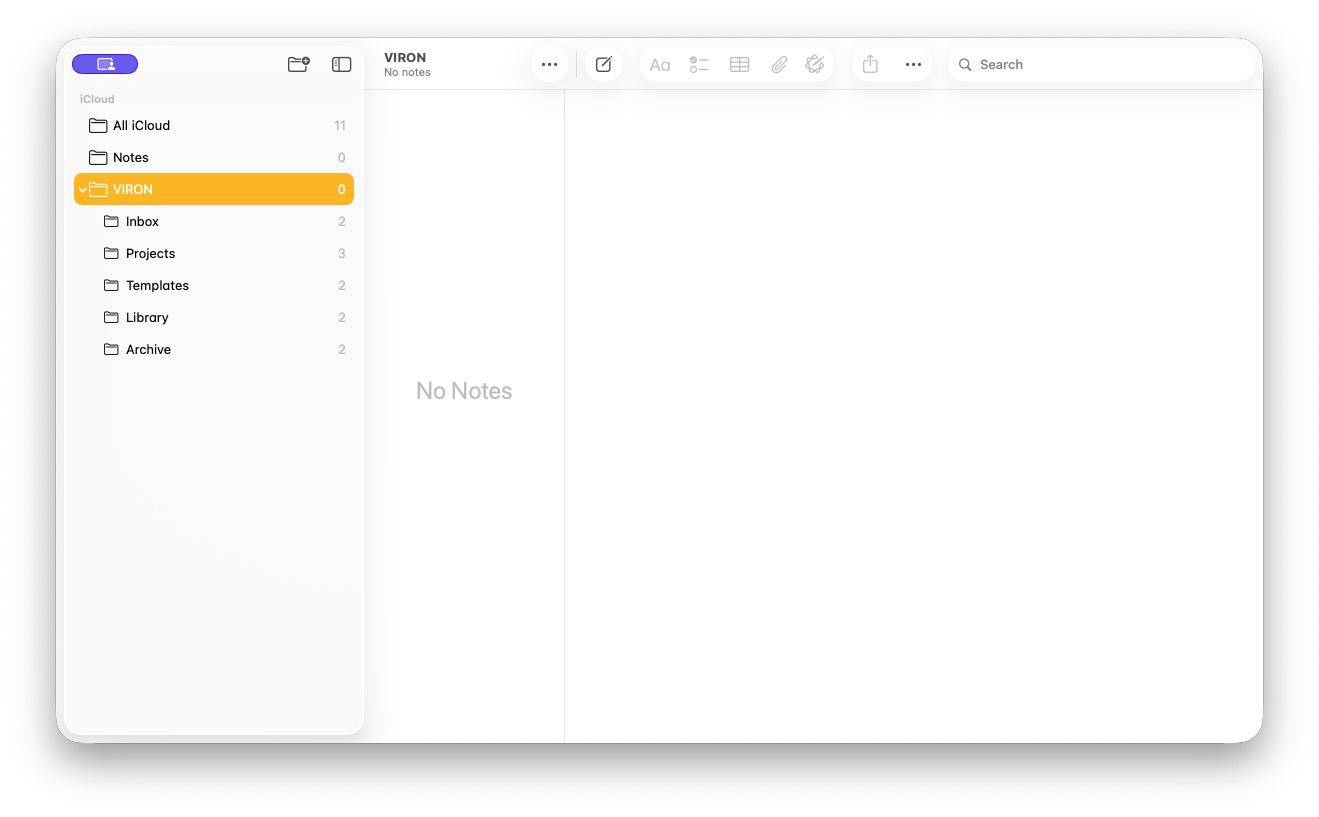 VIRON
No notes
Aa
Search
iCloud
All iCloud 11
Notes 0
VIRON 0
Inbox 2
Projects 3
Templates 2
Library 2
Archive 2
No Notes